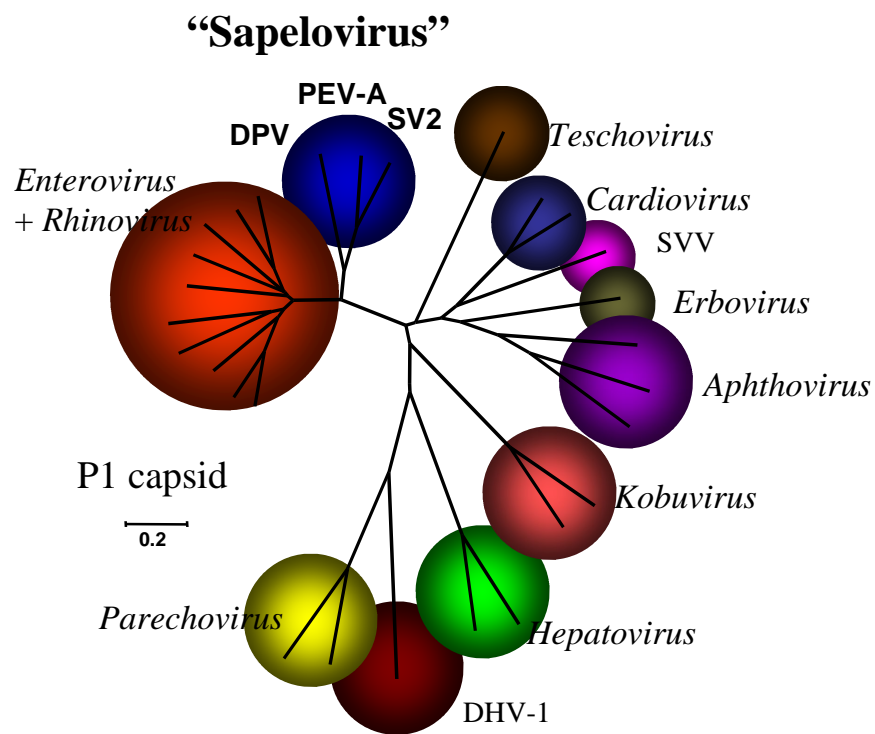 “Sapelovirus”
PEV-A
DPV
SV2
Teschovirus
Enterovirus
+ Rhinovirus
Cardiovirus
SVV
Erbovirus
Aphthovirus
P1 capsid
0.2
Kobuvirus
Parechovirus
Hepatovirus
DHV-1